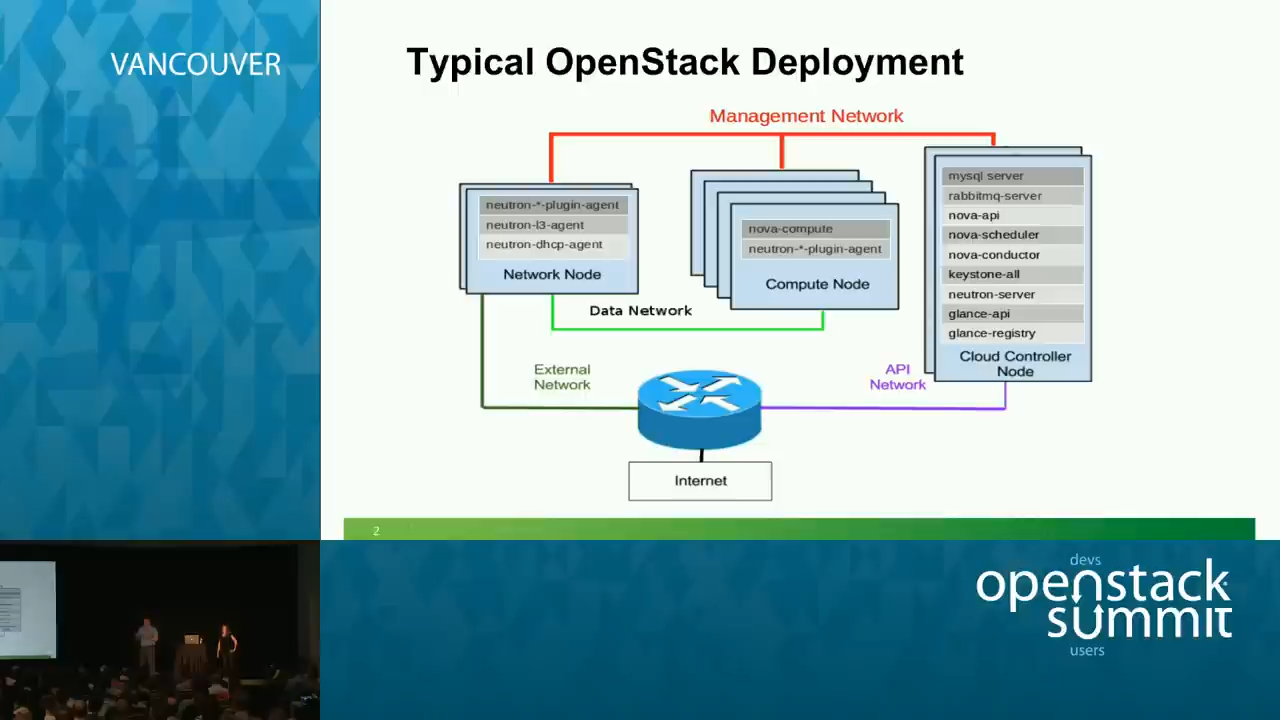 VANCOUVER
Typical OpenStack Deployment
Management Network
neutron-*-plugin-agent
neutron-l3-agent
neutron-dhcp-agent
Network Node
nova-compute
neutron-*-plugin-agent
Compute Node
mysql server
rabbitmq-server
nova-api
nova-scheduler
nova-conductor
keystone-all
neutron-server
glance-api
glance-registry
Cloud Controller
Node
Data Network
External
Network
API
Network
Internet
2
devs
openstack
summit
users